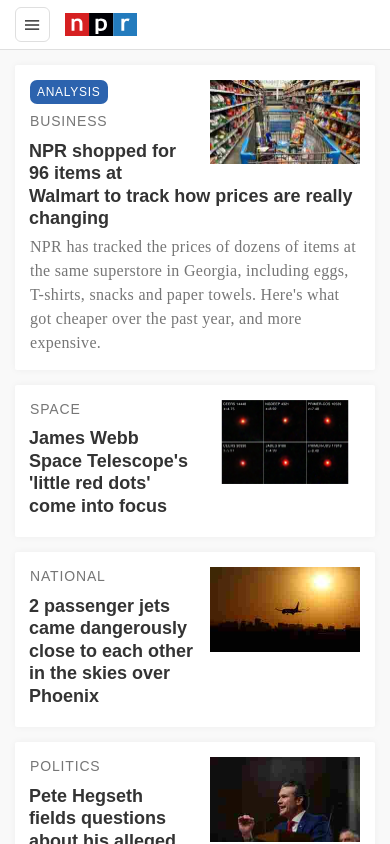 npr
ANALYSIS
BUSINESS
NPR shopped for
96 items at
Walmart to track how prices are really
changing
NPR has tracked the prices of dozens of items at
the same superstore in Georgia, including eggs,
T-shirts, snacks and paper towels. Here's what
got cheaper over the past year, and more
expensive.
SPACE
James Webb
Space Telescope's
'little red dots'
come into focus
NATIONAL
2 passenger jets
came dangerously
close to each other
in the skies over
Phoenix
POLITICS
Pete Hegseth
fields questions
about his alleged